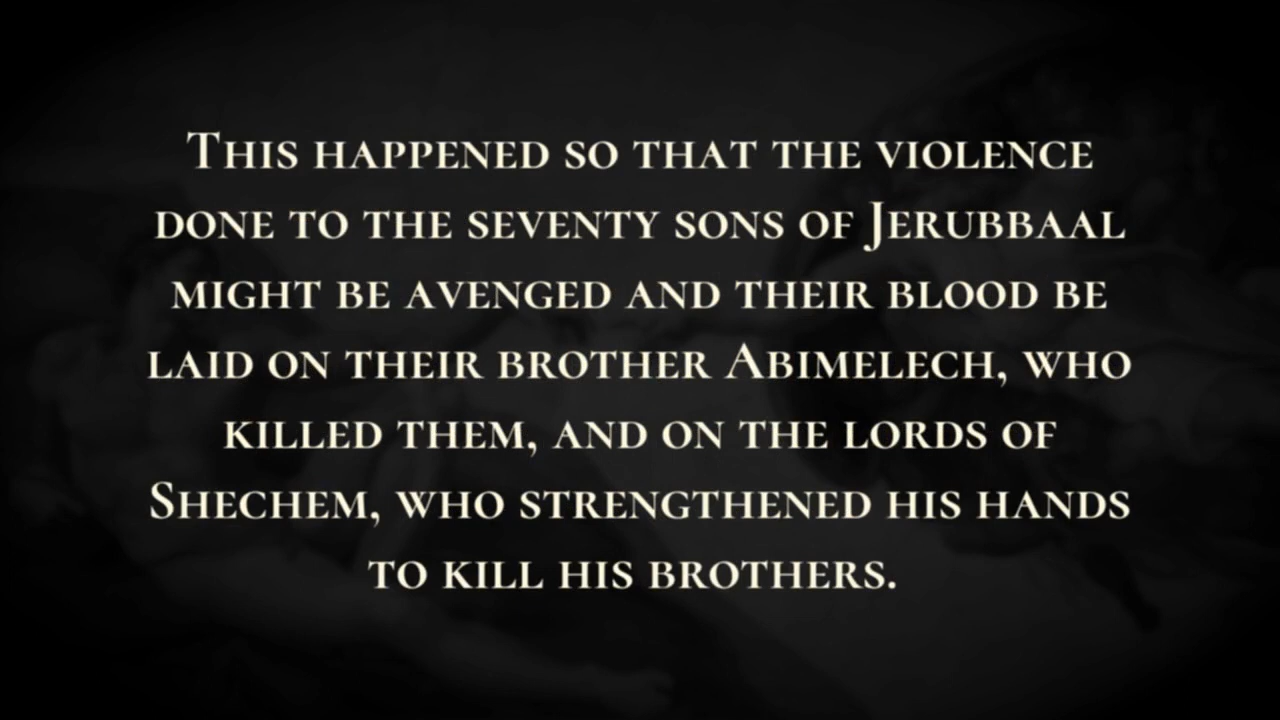 This happened so that the violence
done to the seventy sons of Jerubbaal
might be avenged and their blood be
laid on their brother Abimelech, who
killed them, and on the lords of
Shechem, who strengthened his hands
to kill his brothers.